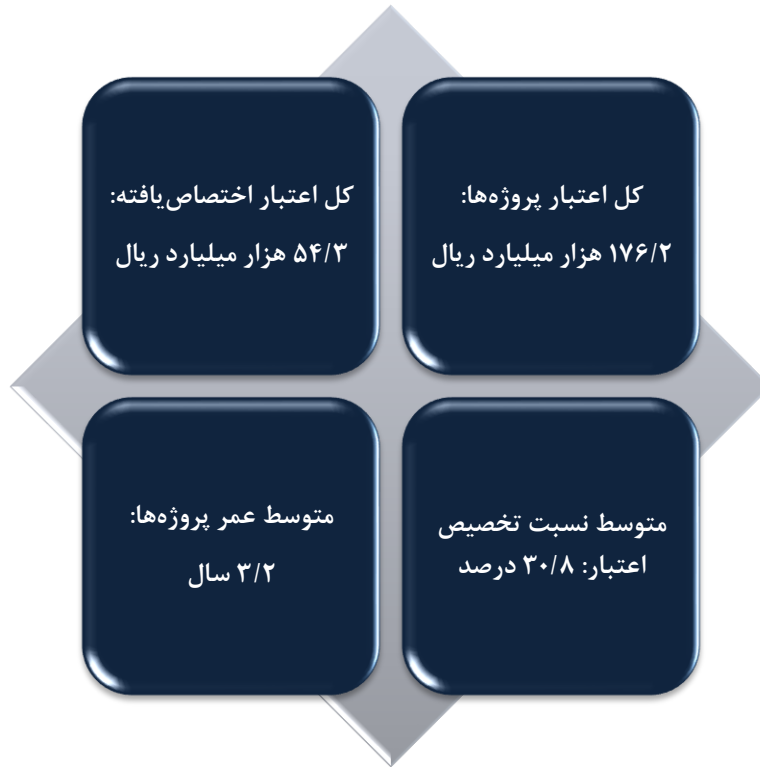 کل اعتبار پروژه‌ها:
۱۷۶/۲ هزار میلیارد ریال
کل اعتبار اختصاص‌یافته:
۵۴/۳ هزار میلیارد ریال
متوسط نسبت تخصیص
اعتبار: ۳۰/۸ درصد
متوسط عمر پروژه‌ها:
۳/۲ سال